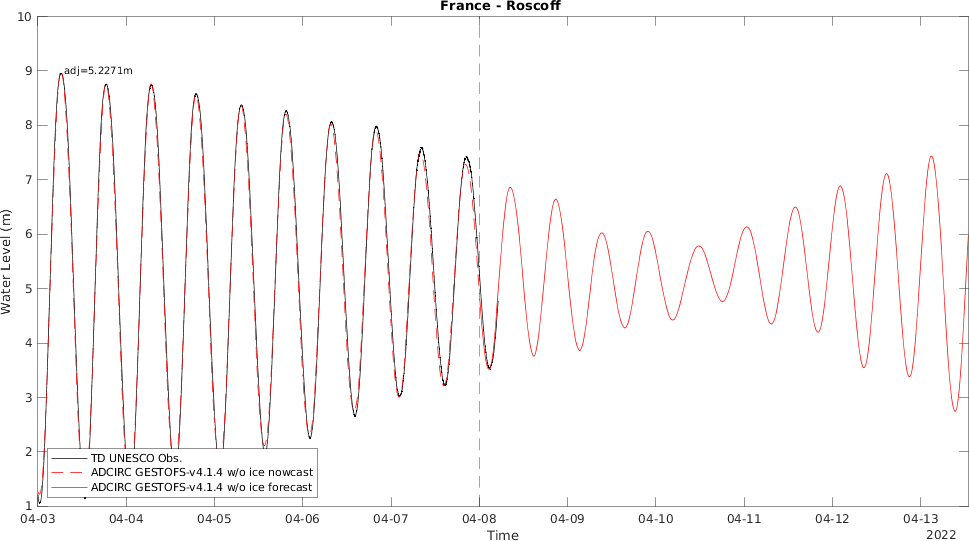 France - Roscoff
10
9
8
7
6
5
4
3
2
1
Water Level (m)
adj=5.2271m
TD UNESCO Obs.
ADCIRC GESTOFS-v4.1.4 w/o ice nowcast
ADCIRC GESTOFS-v4.1.4 w/o ice forecast
04-03 04-04 04-05 04-06 04-07 04-08 04-09 04-10 04-11 04-12 04-13
Time
2022